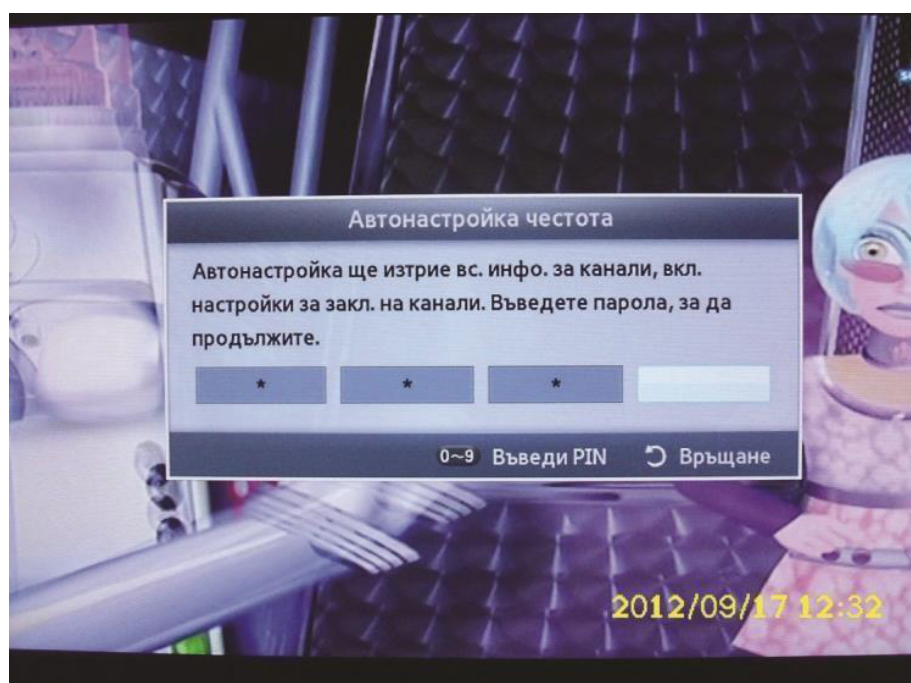 Автонастройка честота
Автонастройка ще изтрие вс. инфо. за канали, вкл.
настройки за закл. на канали. Въведете парола, за да
продължите.
* * *
0~9 Въведи PIN Връщане
2012/09/17 12:32